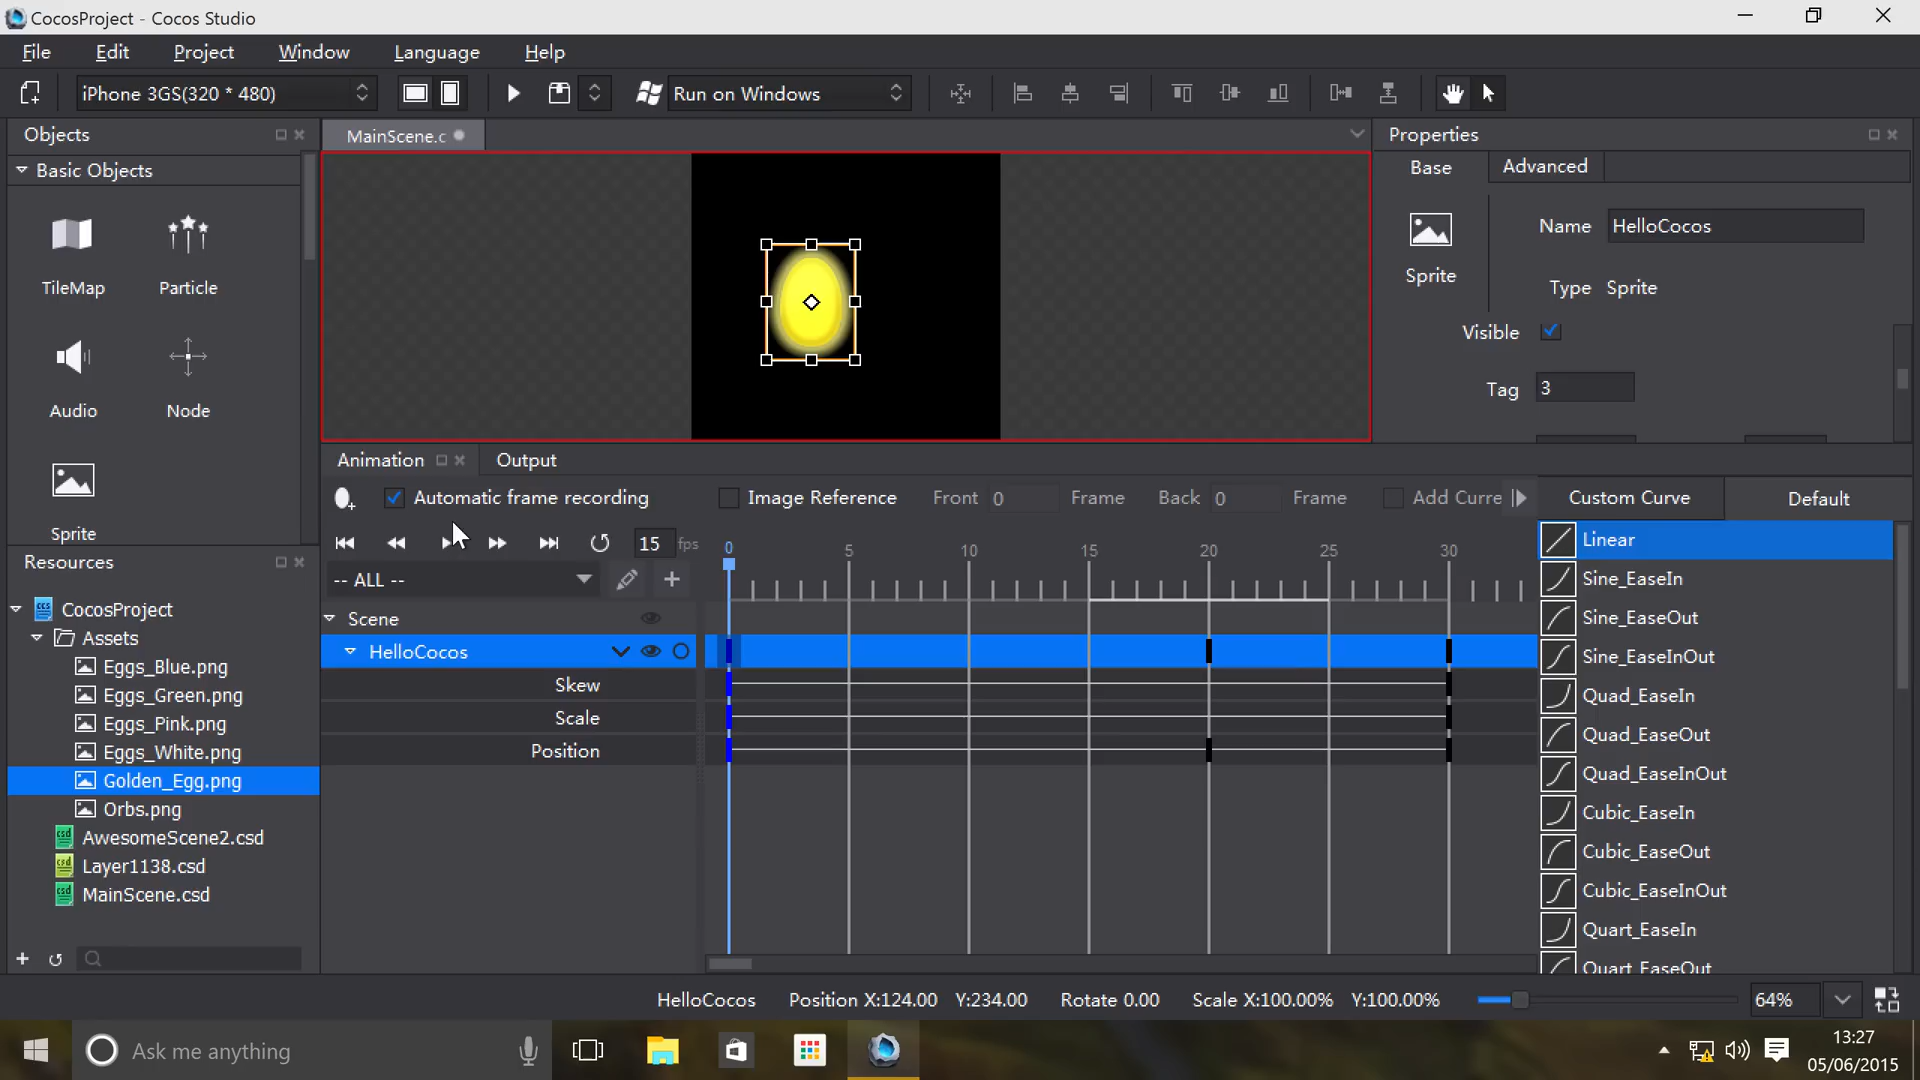 CocosProject - Cocos Studio
File Edit Project Window Language Help
iPhone 3GS(320 * 480) Run on Windows
Objects
Basic Objects
TileMap Particle
Audio Node
Sprite
MainScene.c
Properties
Base Advanced
Sprite
Name HelloCocos
Type Sprite
Visible
Tag 3
Animation Output
Automatic frame recording Image Reference Front 0 Frame Back 0 Frame Add Curre
15 fps
0 5 10 15 20 25 30
-- ALL --
Scene
HelloCocos
Skew
Scale
Position
Custom Curve Default
Linear
Sine_EaseIn
Sine_EaseOut
Sine_EaseInOut
Quad_EaseIn
Quad_EaseOut
Quad_EaseInOut
Cubic_EaseIn
Cubic_EaseOut
Cubic_EaseInOut
Quart_EaseIn
Quart_EaseOut
Resources
CocosProject
Assets
Eggs_Blue.png
Eggs_Green.png
Eggs_Pink.png
Eggs_White.png
Golden_Egg.png
Orbs.png
AwesomeScene2.csd
Layer1138.csd
MainScene.csd
HelloCocos Position X:124.00 Y:234.00 Rotate 0.00 Scale X:100.00% Y:100.00% 64%
Ask me anything
13:27
05/06/2015